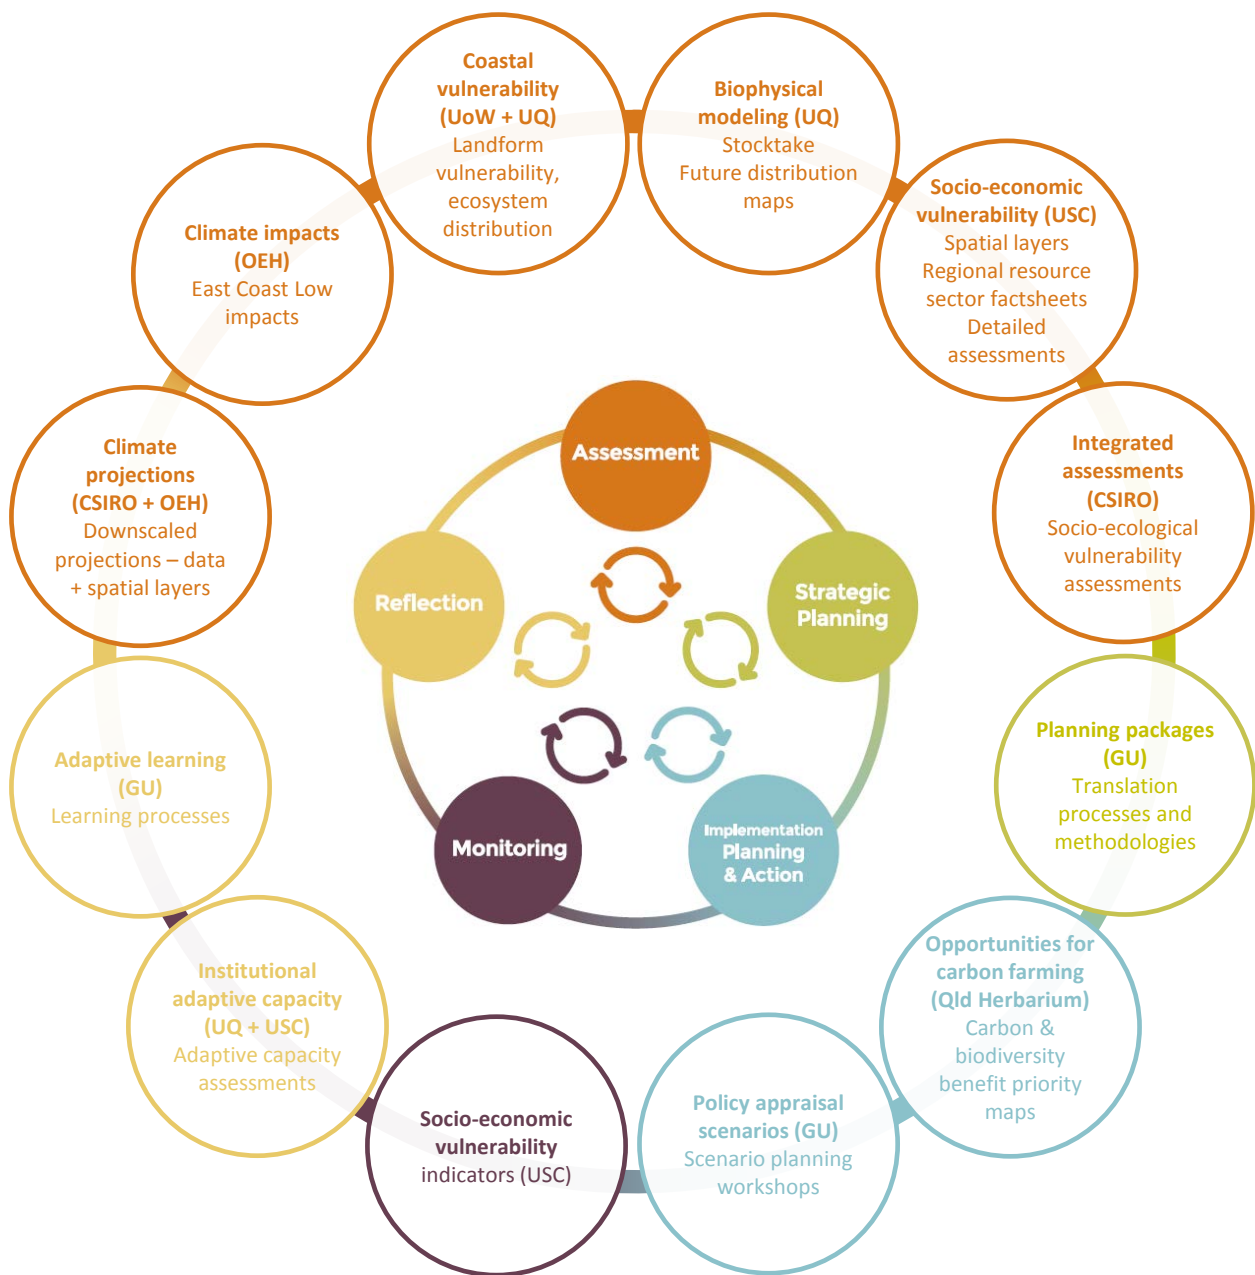 Coastal
vulnerability
(UoW + UQ)
Landform
vulnerability,
ecosystem
distribution
Biophysical
modeling (UQ)
Stocktake
Future distribution
maps
Socio-economic
vulnerability (USC)
Spatial layers
Regional resource
sector factsheets
Detailed
assessments
Integrated
assessments
(CSIRO)
Socio-ecological
vulnerability
assessments
Planning packages
(GU)
Translation
processes and
methodologies
Opportunities for
carbon farming
(Qld Herbarium)
Carbon &
biodiversity
benefit priority
maps
Policy appraisal
scenarios (GU)
Scenario planning
workshops
Socio-economic
vulnerability
indicators (USC)
Institutional
adaptive capacity
(UQ + USC)
Adaptive capacity
assessments
Adaptive learning
(GU)
Learning processes
Climate
projections
(CSIRO + OEH)
Downscaled
projections – data
+ spatial layers
Climate impacts
(OEH)
East Coast Low
impacts
Assessment
Strategic
Planning
Implementation
Planning
& Action
Monitoring
Reflection